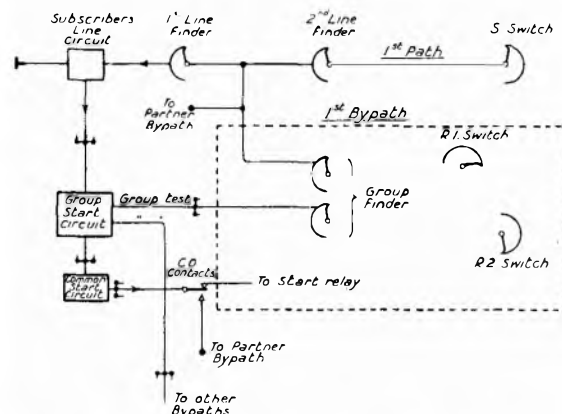 Subscribers
Line
Circuit
1st Line
Finder
2nd Line
Finder
S Switch
1st Path
To
Partner
Bypath
1st Bypath
R1. Switch
Group
Finder
Group
Start
Circuit
Group test
" "
R2 Switch
Common
Start
Circuit
C O
Contacts
To Start relay
To Partner
Bypath
To other
Bypaths